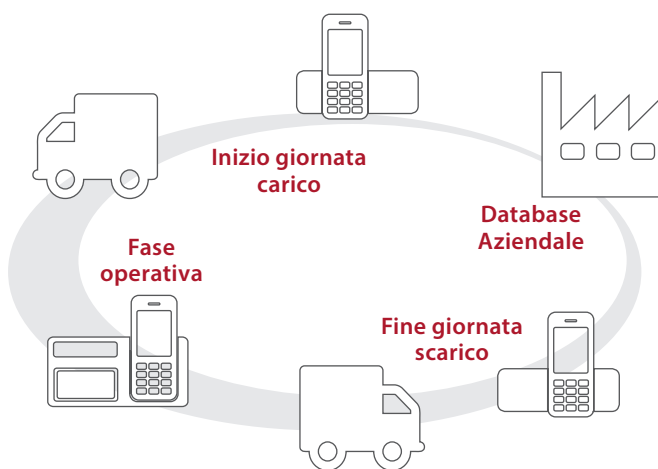 Inizio giornata
carico
Database
Aziendale
Fase
operativa
Fine giornata
scarico